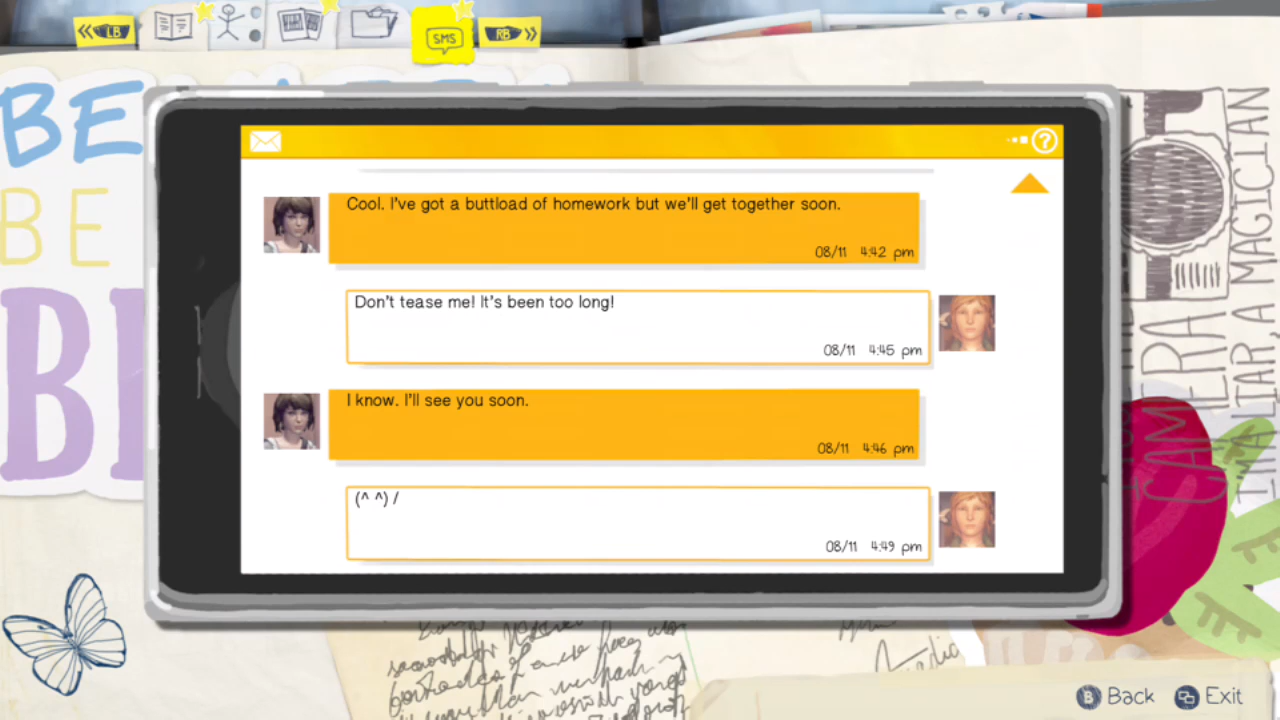 LB
SMS
RB
BE
BE
BE
?
Cool. I've got a buttload of homework but we'll get together soon.
08/11 4:42 pm
Don't tease me! It's been too long!
08/11 4:45 pm
I know. I'll see you soon.
08/11 4:46 pm
(^ ^) /
08/11 4:49 pm
CAMERA
LIAR, A MAGICIAN
B Back
Exit